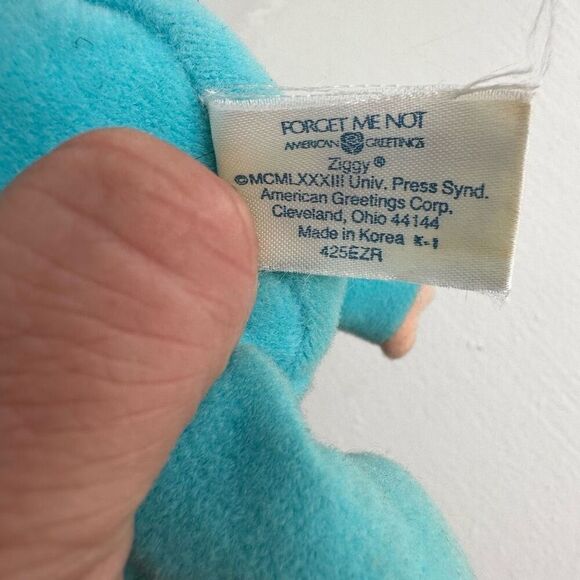 FORGET ME NOT
AMERICAN GREETINGS
Ziggy®
©MCMLXXXIII Univ. Press Synd.
American Greetings Corp.
Cleveland, Ohio 44144
Made in Korea K-1
425EZR